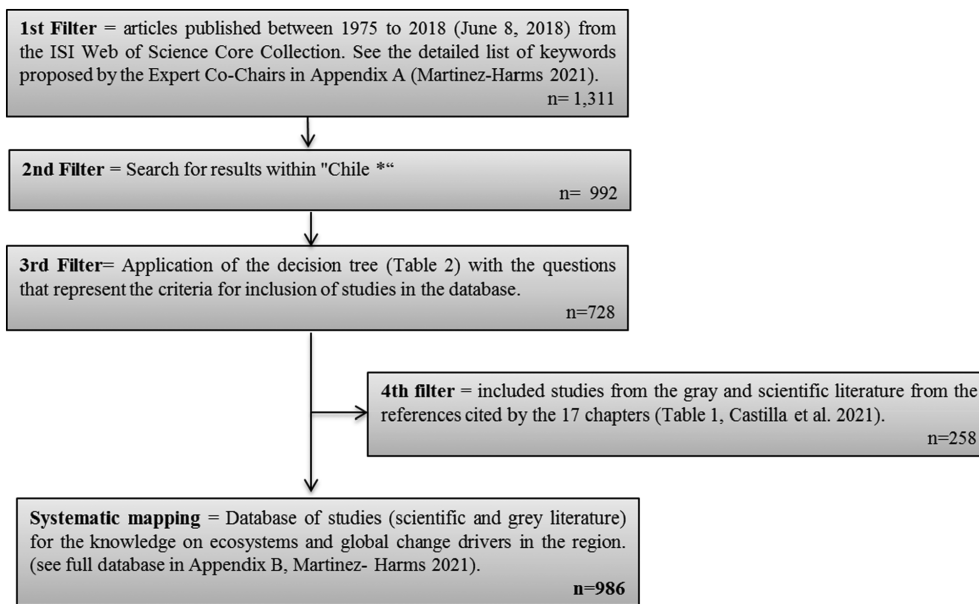 1st Filter = articles published between 1975 to 2018 (June 8, 2018) from
the ISI Web of Science Core Collection. See the detailed list of keywords
proposed by the Expert Co-Chairs in Appendix A (Martinez-Harms 2021).
n= 1,311
2nd Filter = Search for results within "Chile *“
n= 992
3rd Filter= Application of the decision tree (Table 2) with the questions
that represent the criteria for inclusion of studies in the database.
n=728
4th filter = included studies from the gray and scientific literature from the
references cited by the 17 chapters (Table 1, Castilla et al. 2021).
n=258
Systematic mapping = Database of studies (scientific and grey literature)
for the knowledge on ecosystems and global change drivers in the region.
(see full database in Appendix B, Martinez- Harms 2021).
n=986